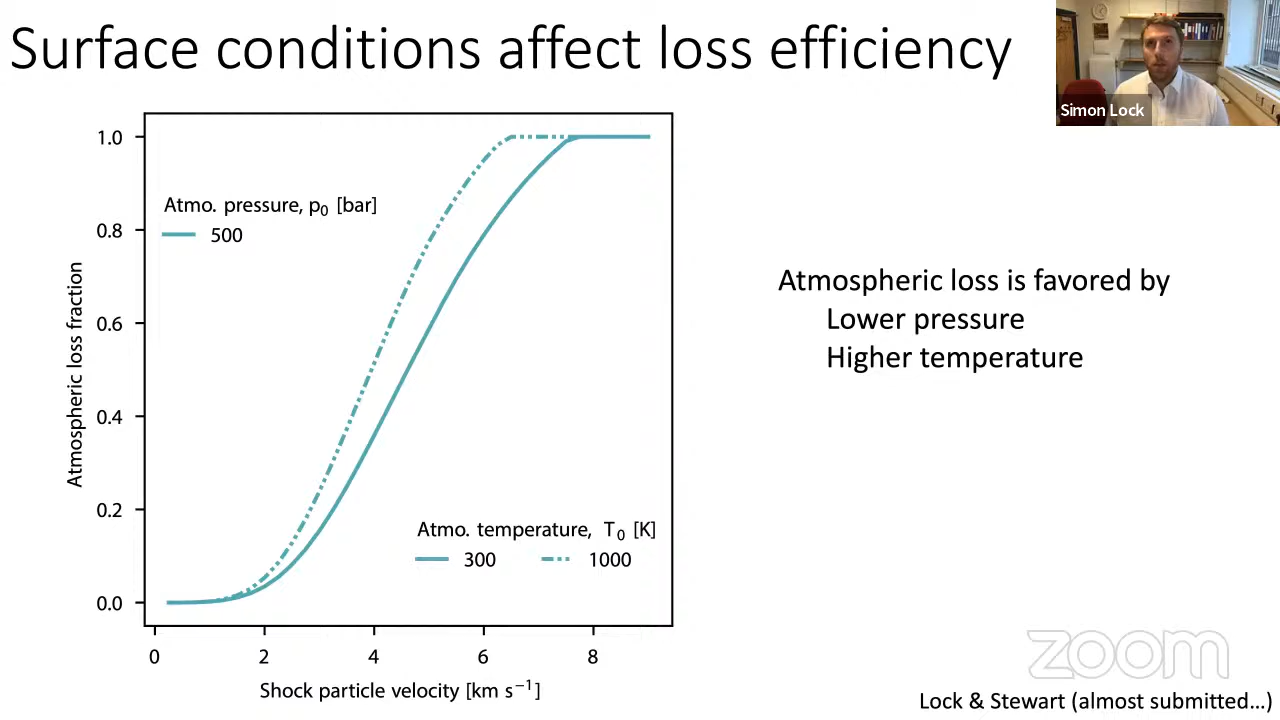 Surface conditions affect loss efficiency
Simon Lock
1.0
0.8
0.6
0.4
0.2
0.0
Atmospheric loss fraction
Atmo. pressure, p₀ [bar]
500
Atmo. temperature, T₀ [K]
300 1000
0 2 4 6 8
Shock particle velocity [km s⁻¹]
Atmospheric loss is favored by
Lower pressure
Higher temperature
zoom
Lock & Stewart (almost submitted…)